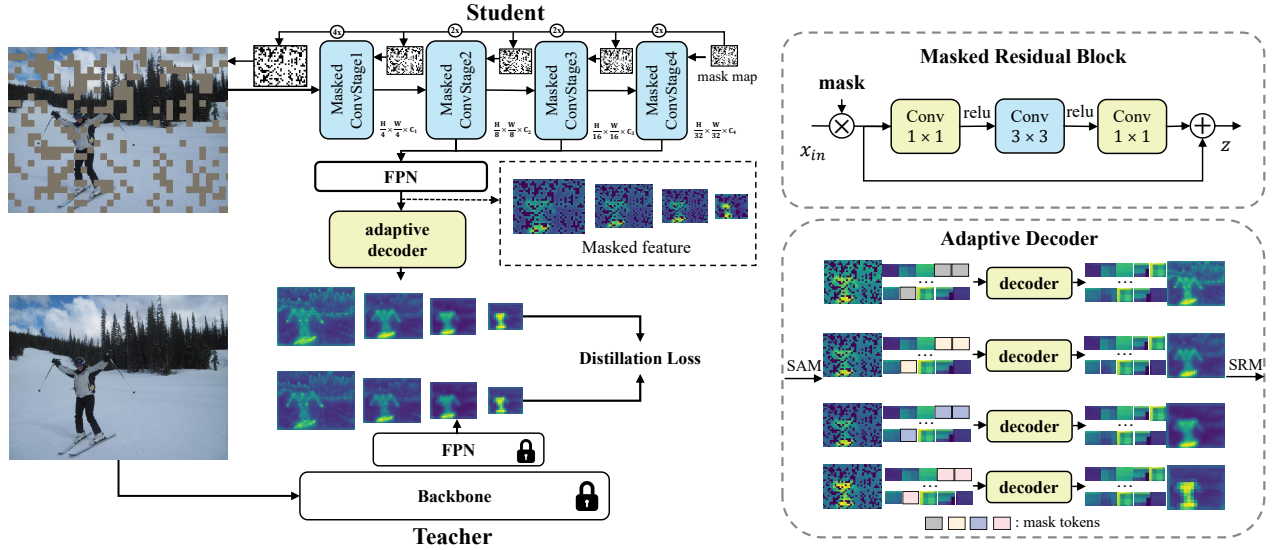 Student
4x
2x
2x
2x
Masked
ConvStage1
Masked
ConvStage2
Masked
ConvStage3
Masked
ConvStage4
mask map
H/4 × W/4 × C₁
H/8 × W/8 × C₂
H/16 × W/16 × C₃
H/32 × W/32 × C₄
FPN
adaptive
decoder
Masked feature
Distillation Loss
FPN
Backbone
Teacher
Masked Residual Block
mask
x_in
Conv
1 × 1
relu
Conv
3 × 3
relu
Conv
1 × 1
z
Adaptive Decoder
... decoder ...
... decoder ...
SAM
SRM
... decoder ...
... decoder ...
: mask tokens